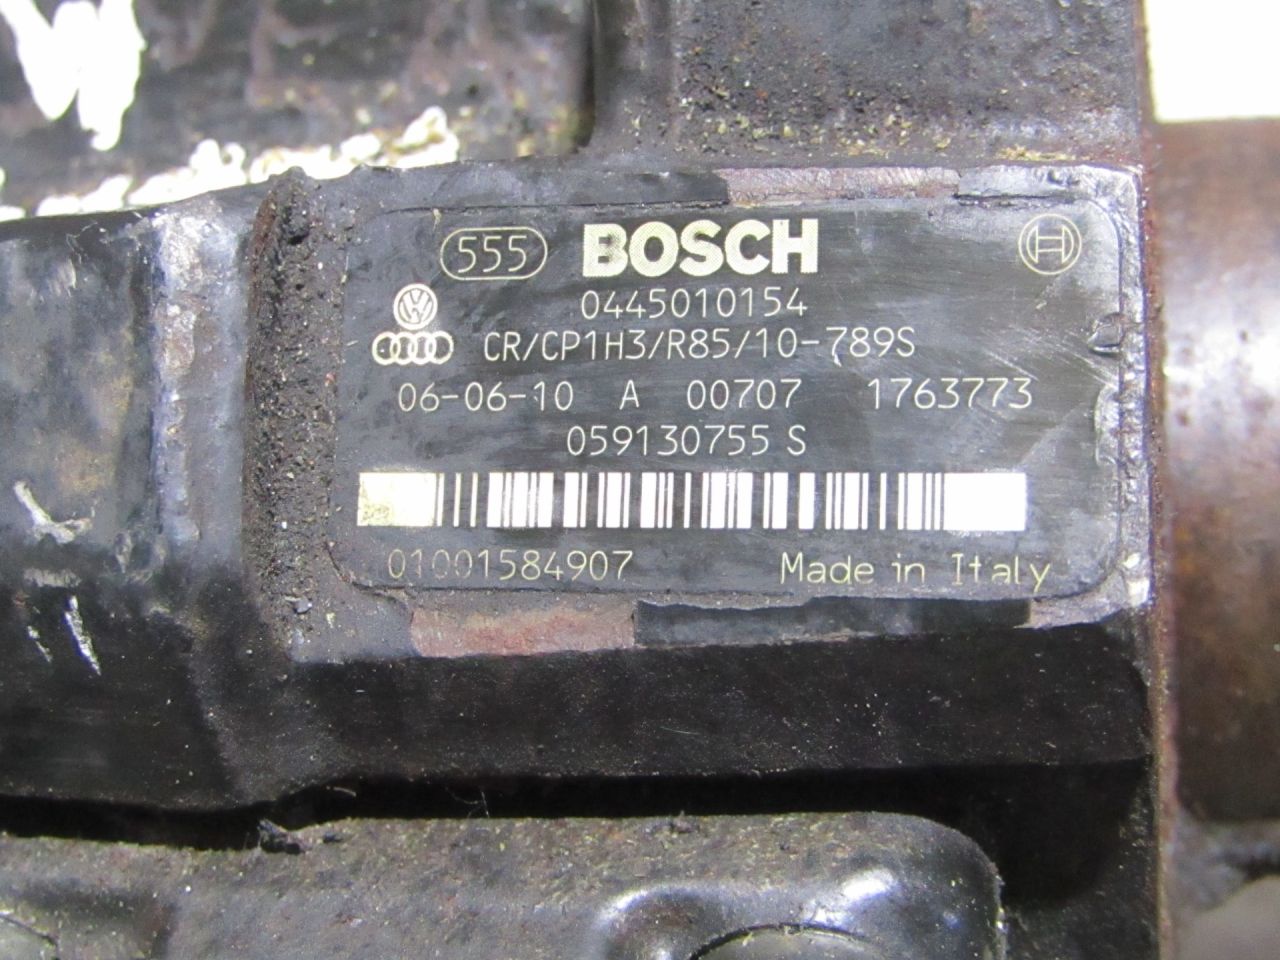 555 BOSCH
0445010154
CR/CP1H3/R85/10-789S
06-06-10 A 00707 1763773
059130755 S
01001584907 Made in Italy